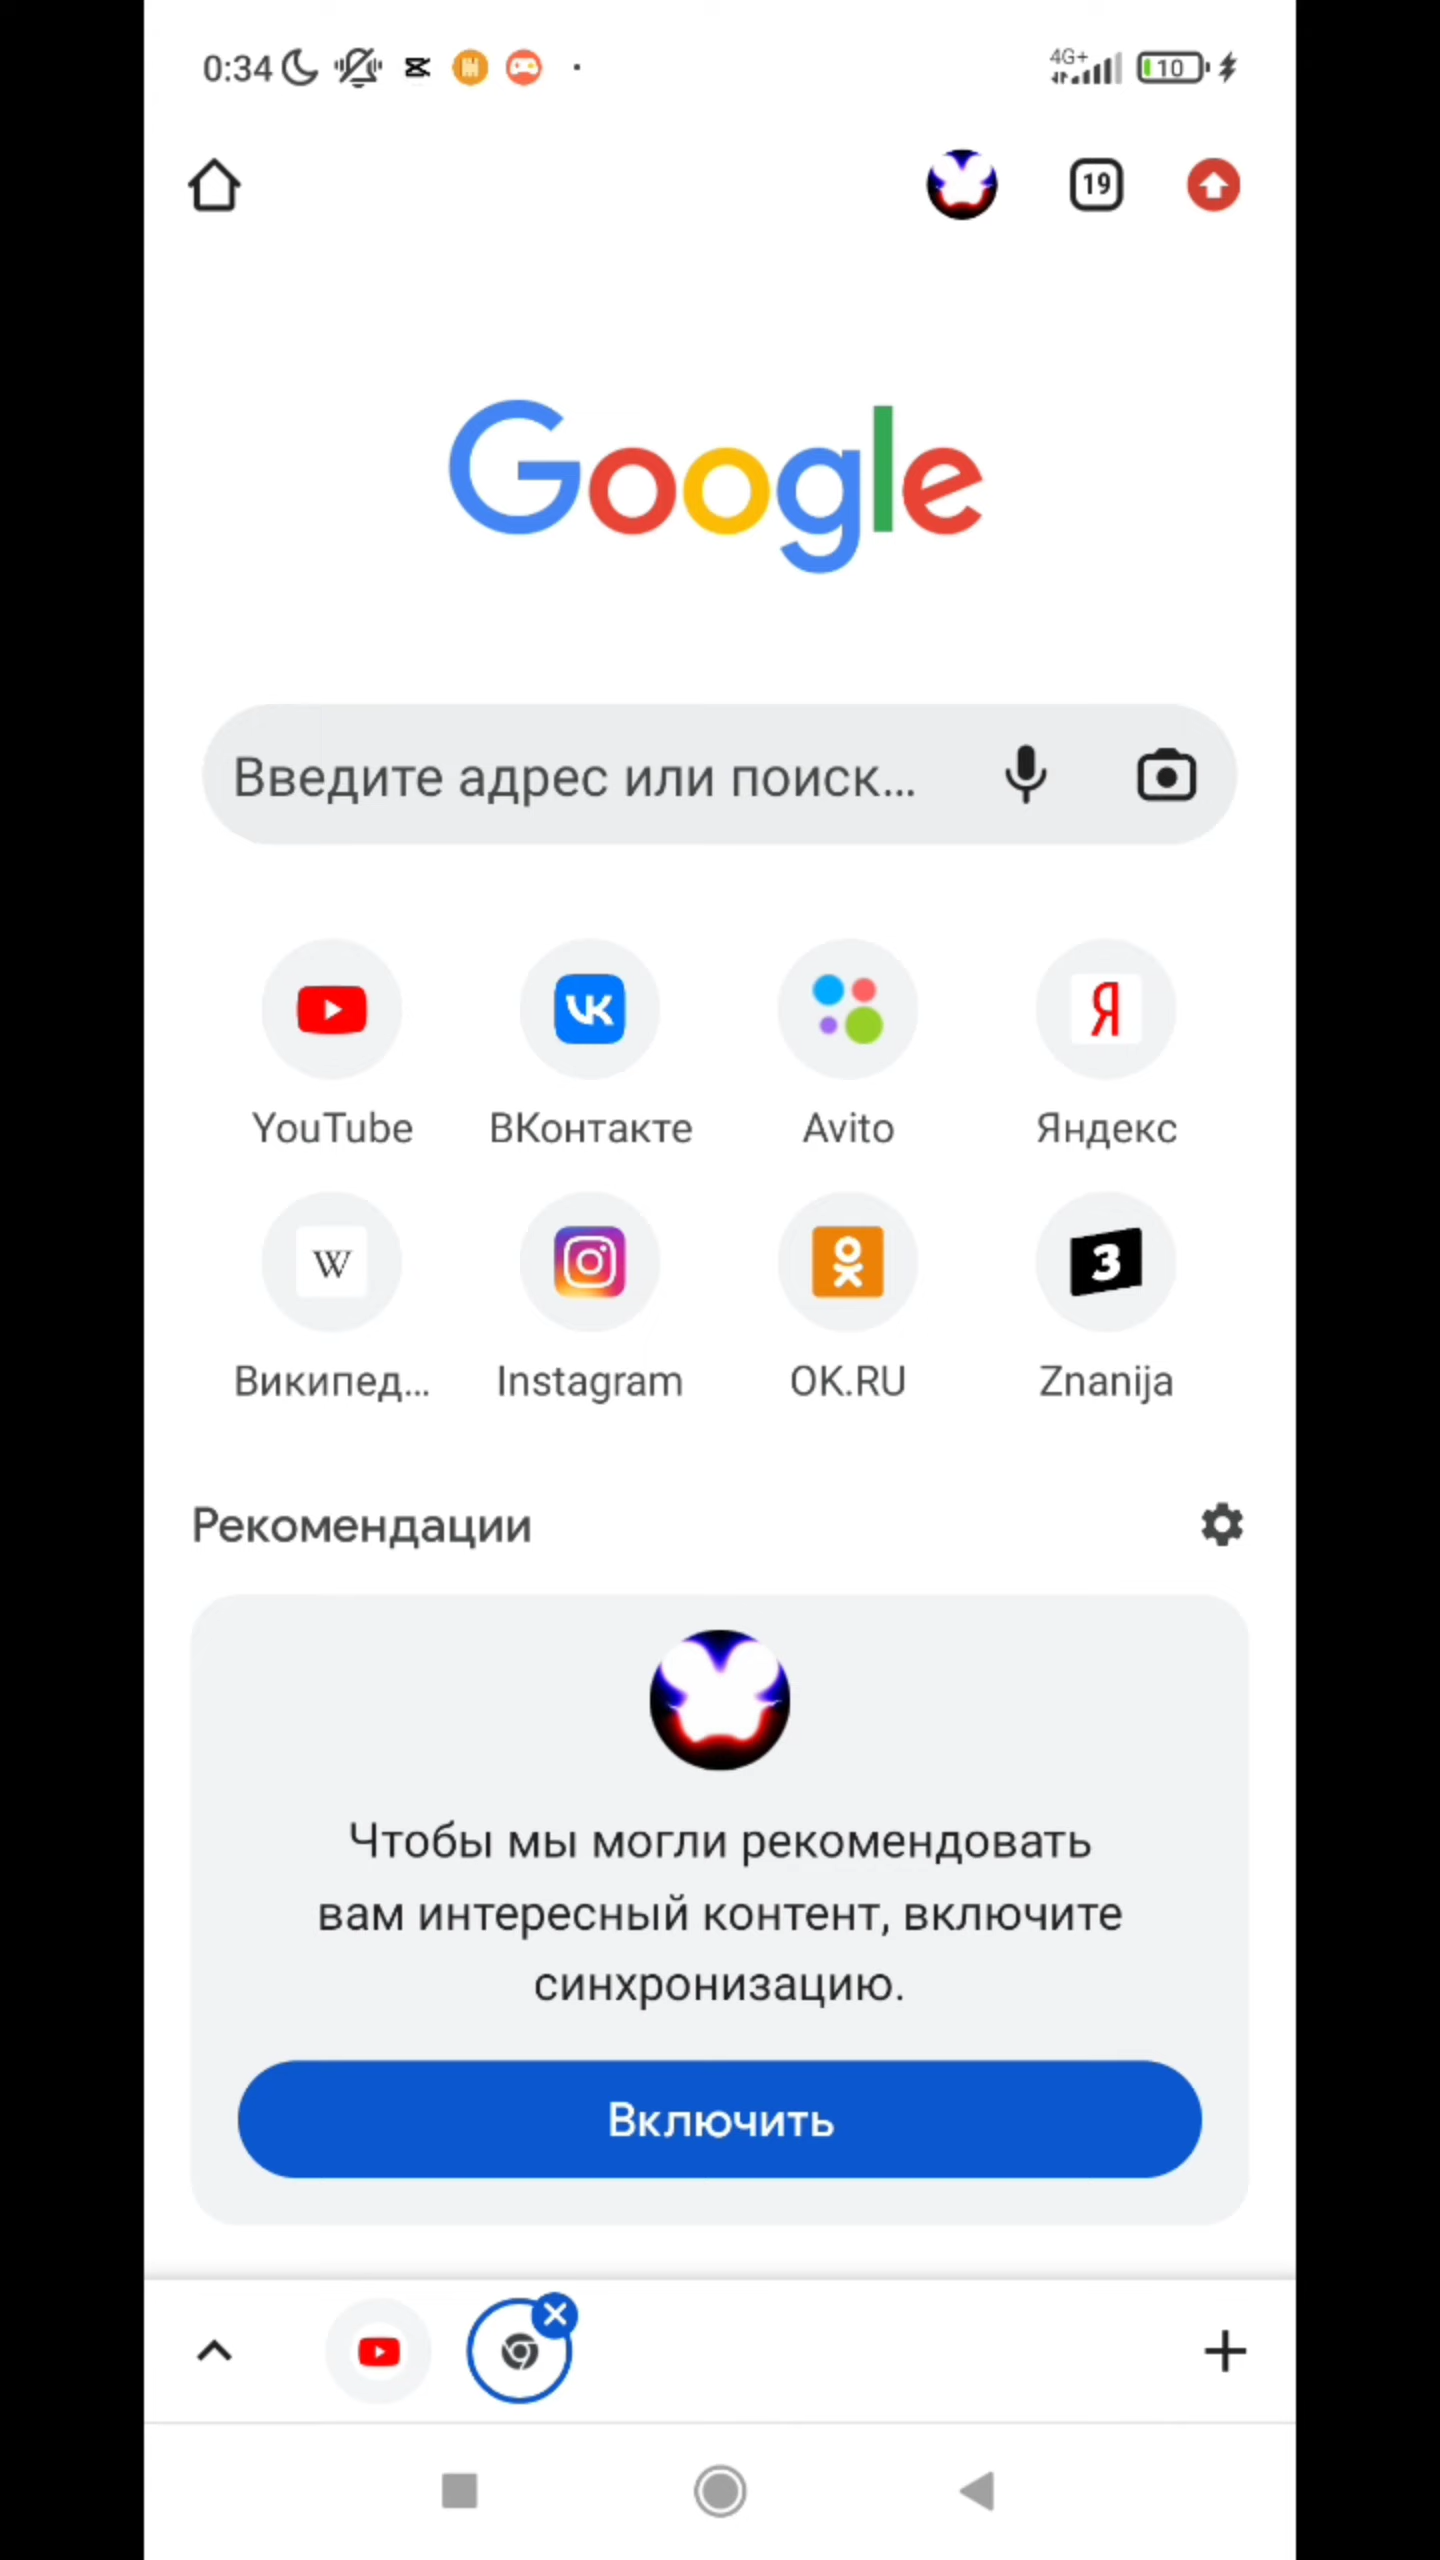 0:34
4G+
10
19
Google
Введите адрес или поиск...
YouTube
ВКонтакте
Avito
Яндекс
Википед...
Instagram
OK.RU
Znanija
Рекомендации
Чтобы мы могли рекомендовать
вам интересный контент, включите
синхронизацию.
Включить